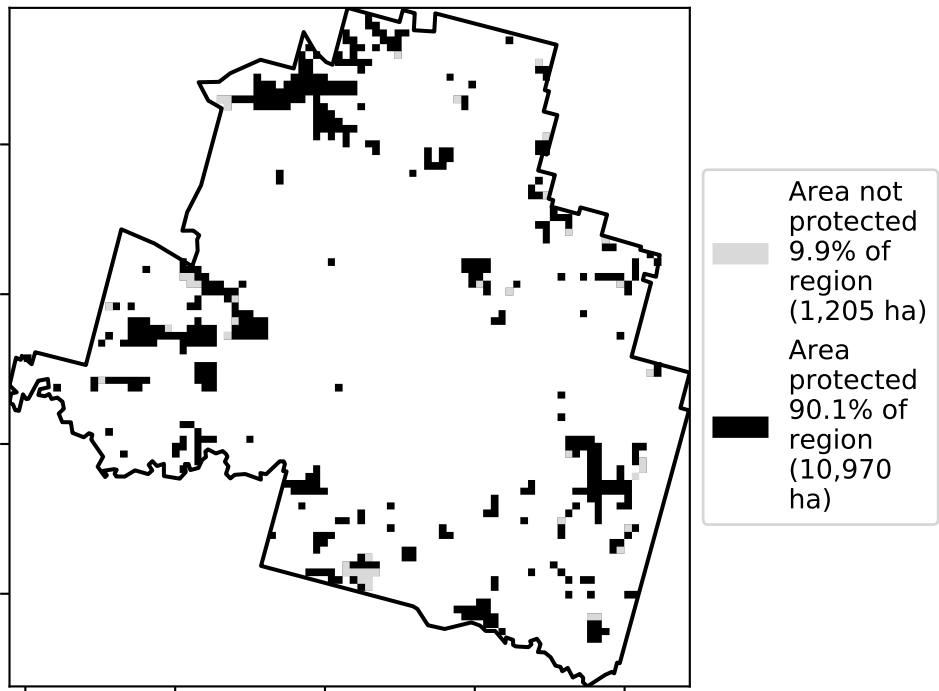 Area not
protected
9.9% of
region
(1,205 ha)
Area
protected
90.1% of
region
(10,970
ha)